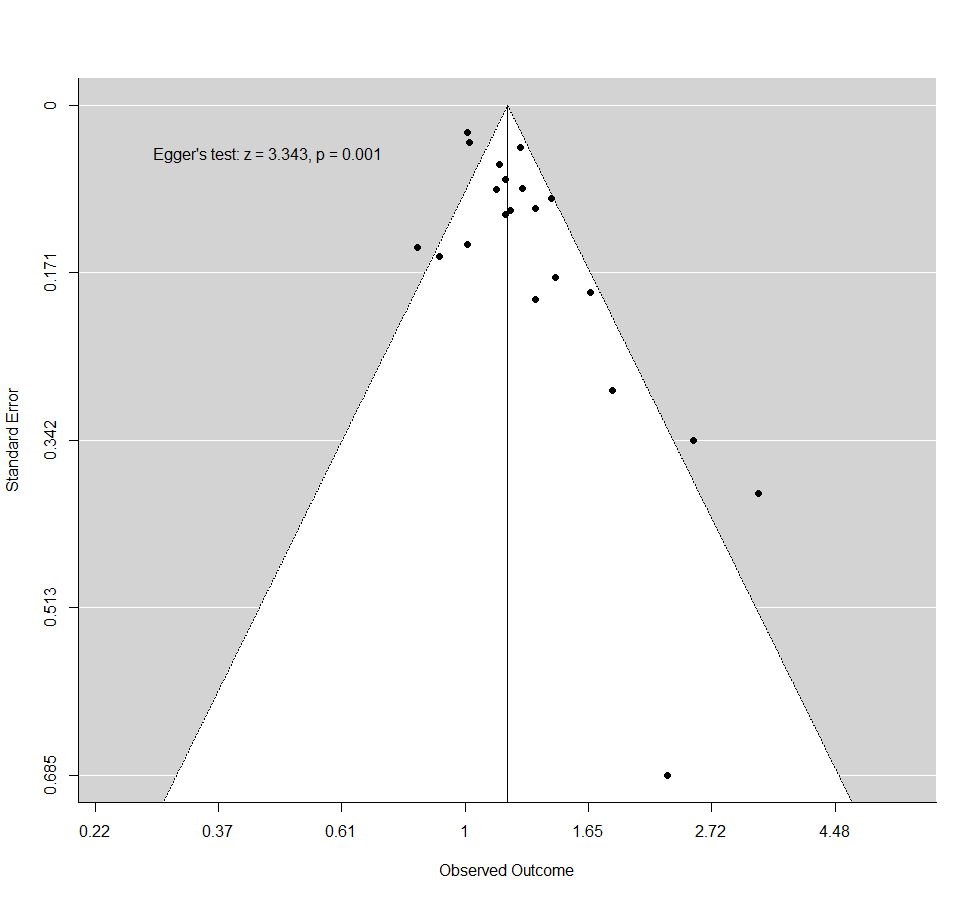 Egger's test: z = 3.343, p = 0.001
Standard Error
0
0.171
0.342
0.513
0.685
0.22 0.37 0.61 1 1.65 2.72 4.48
Observed Outcome